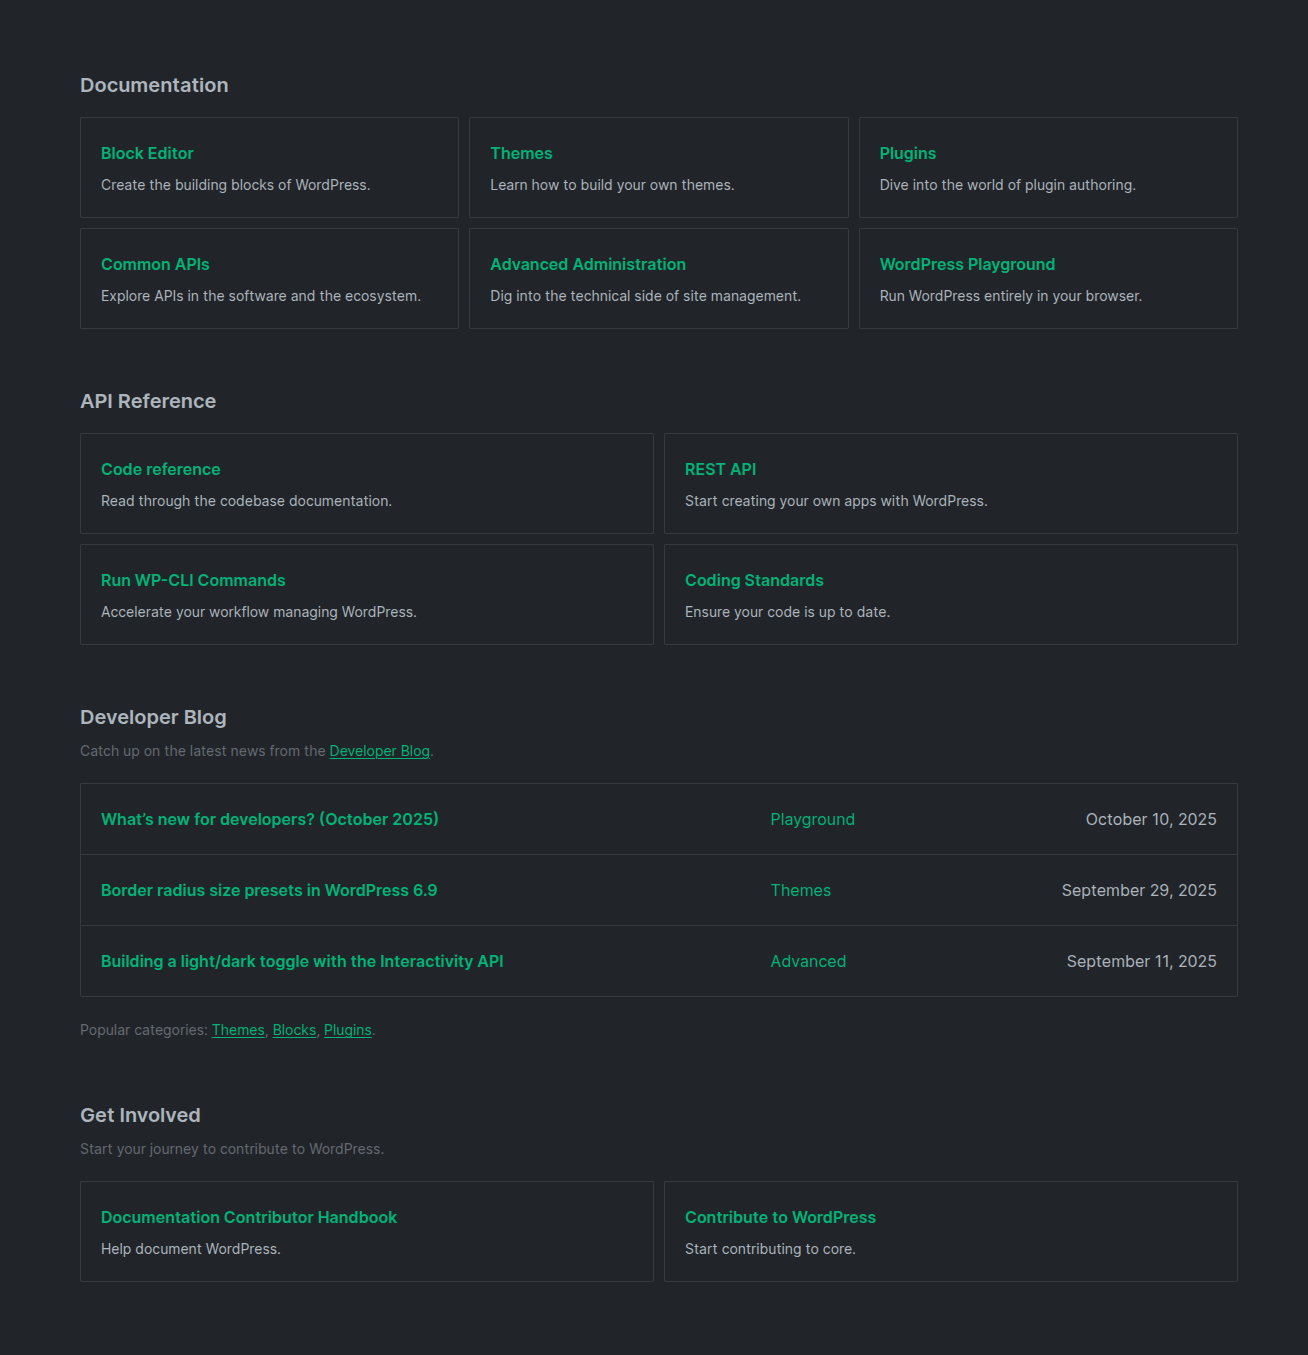 Documentation
Block Editor
Create the building blocks of WordPress.
Themes
Learn how to build your own themes.
Plugins
Dive into the world of plugin authoring.
Common APIs
Explore APIs in the software and the ecosystem.
Advanced Administration
Dig into the technical side of site management.
WordPress Playground
Run WordPress entirely in your browser.
API Reference
Code reference
Read through the codebase documentation.
REST API
Start creating your own apps with WordPress.
Run WP-CLI Commands
Accelerate your workflow managing WordPress.
Coding Standards
Ensure your code is up to date.
Developer Blog
Catch up on the latest news from the Developer Blog.
What’s new for developers? (October 2025) Playground October 10, 2025
Border radius size presets in WordPress 6.9 Themes September 29, 2025
Building a light/dark toggle with the Interactivity API Advanced September 11, 2025
Popular categories: Themes, Blocks, Plugins.
Get Involved
Start your journey to contribute to WordPress.
Documentation Contributor Handbook
Help document WordPress.
Contribute to WordPress
Start contributing to core.